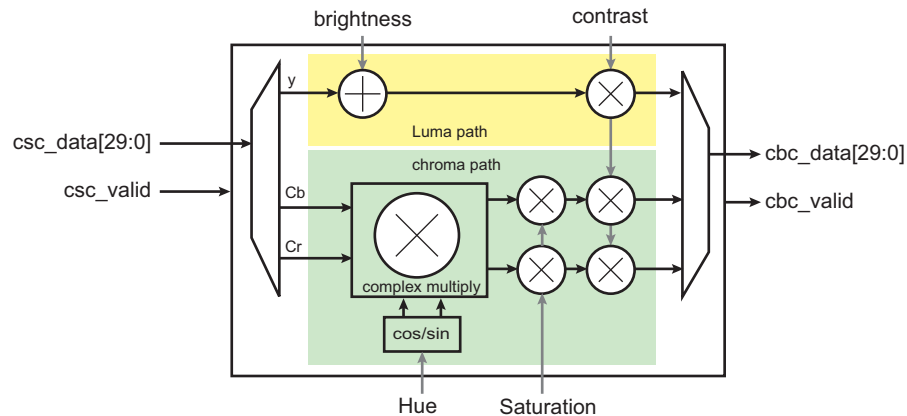 brightness
contrast
y
Luma path
csc_data[29:0]
chroma path
cbc_data[29:0]
csc_valid
Cb
cbc_valid
Cr
complex multiply
cos/sin
Hue
Saturation